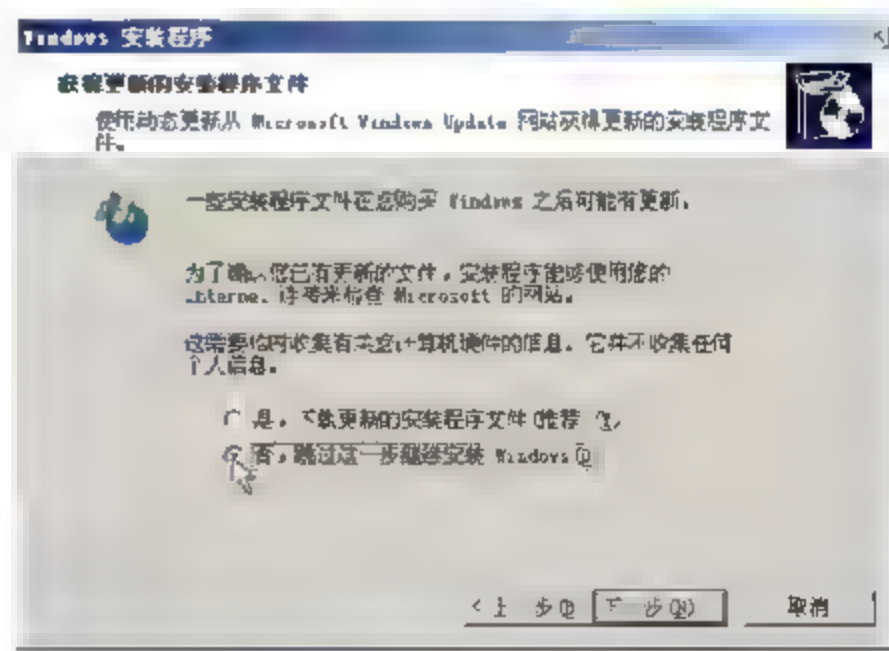 Windows 安装程序
获得更新的安装程序文件
使用动态更新从 Microsoft Windows Update 网站获得更新的安装程序文
件。
一些安装程序文件在您购买 Windows 之后可能有更新。
为了确认您已有更新的文件，安装程序能够使用您的
Internet 连接来检查 Microsoft 的网站。
这需要临时收集有关您计算机硬件的信息。它并不收集任何
个人信息。
是，下载更新的安装程序文件(推荐)
否，跳过这一步继续安装 Windows
< 上一步 下一步(N) 取消